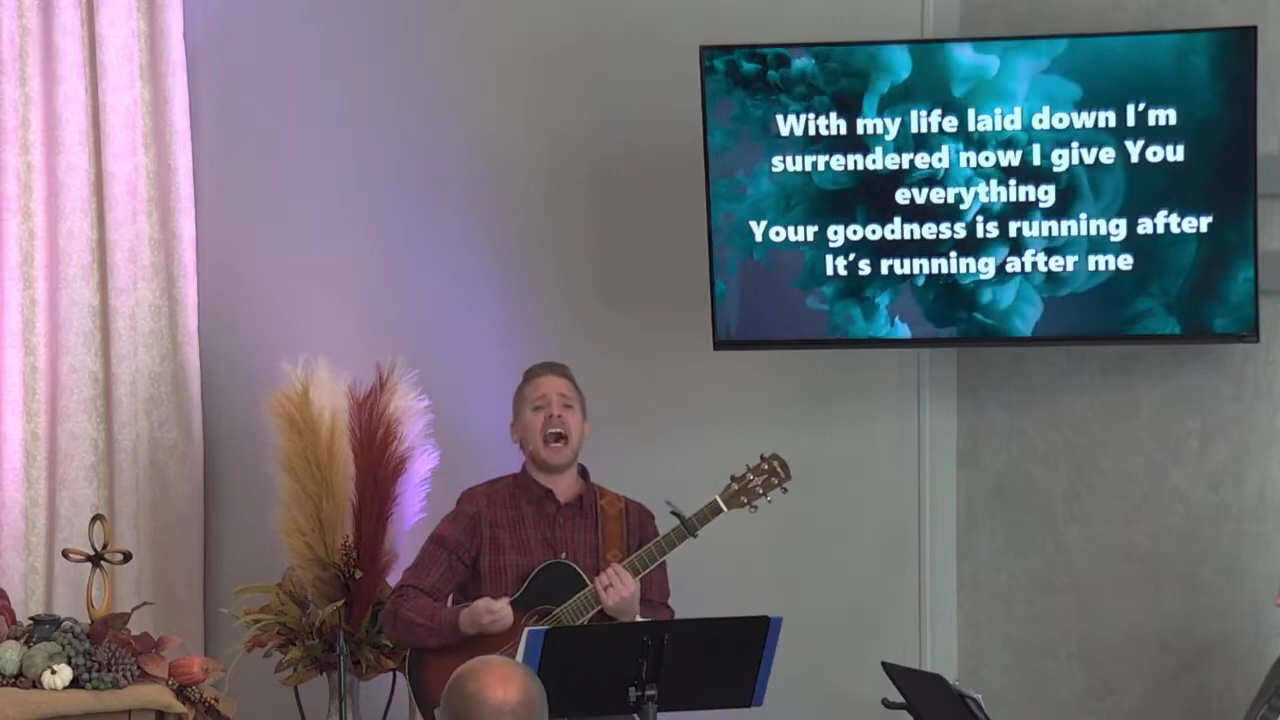 With my life laid down I´m
surrendered now I give You
everything
Your goodness is running after
It´s running after me